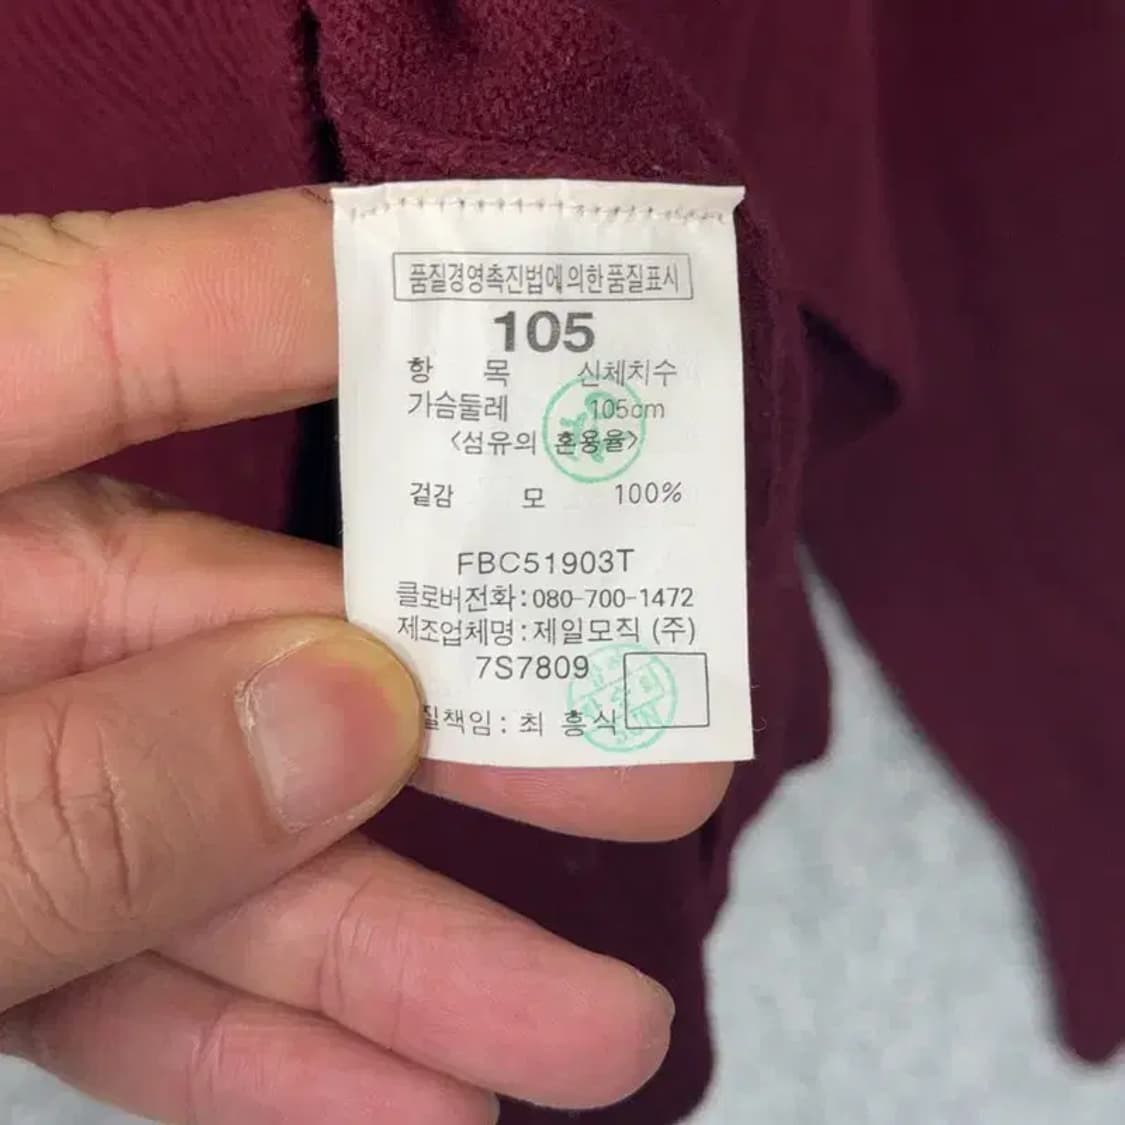 품질경영촉진법에의한품질표시
105
항 목 신체치수
가슴둘레 105cm
<섬유의 혼용율>
겉감 모 100%
FBC51903T
클로버전화:080-700-1472
제조업체명:제일모직 (주)
7S7809
질책임: 최 홍식